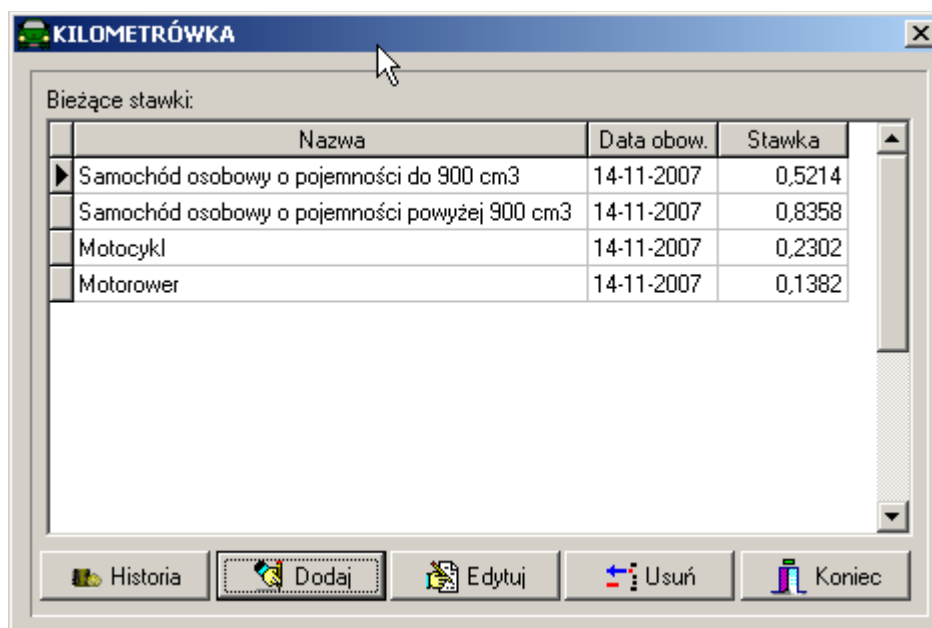 KILOMETRÓWKA
Bieżące stawki:
Nazwa Data obow. Stawka
Samochód osobowy o pojemności do 900 cm3 14-11-2007 0,5214
Samochód osobowy o pojemności powyżej 900 cm3 14-11-2007 0,8358
Motocykl 14-11-2007 0,2302
Motorower 14-11-2007 0,1382
Historia Dodaj Edytuj Usuń Koniec